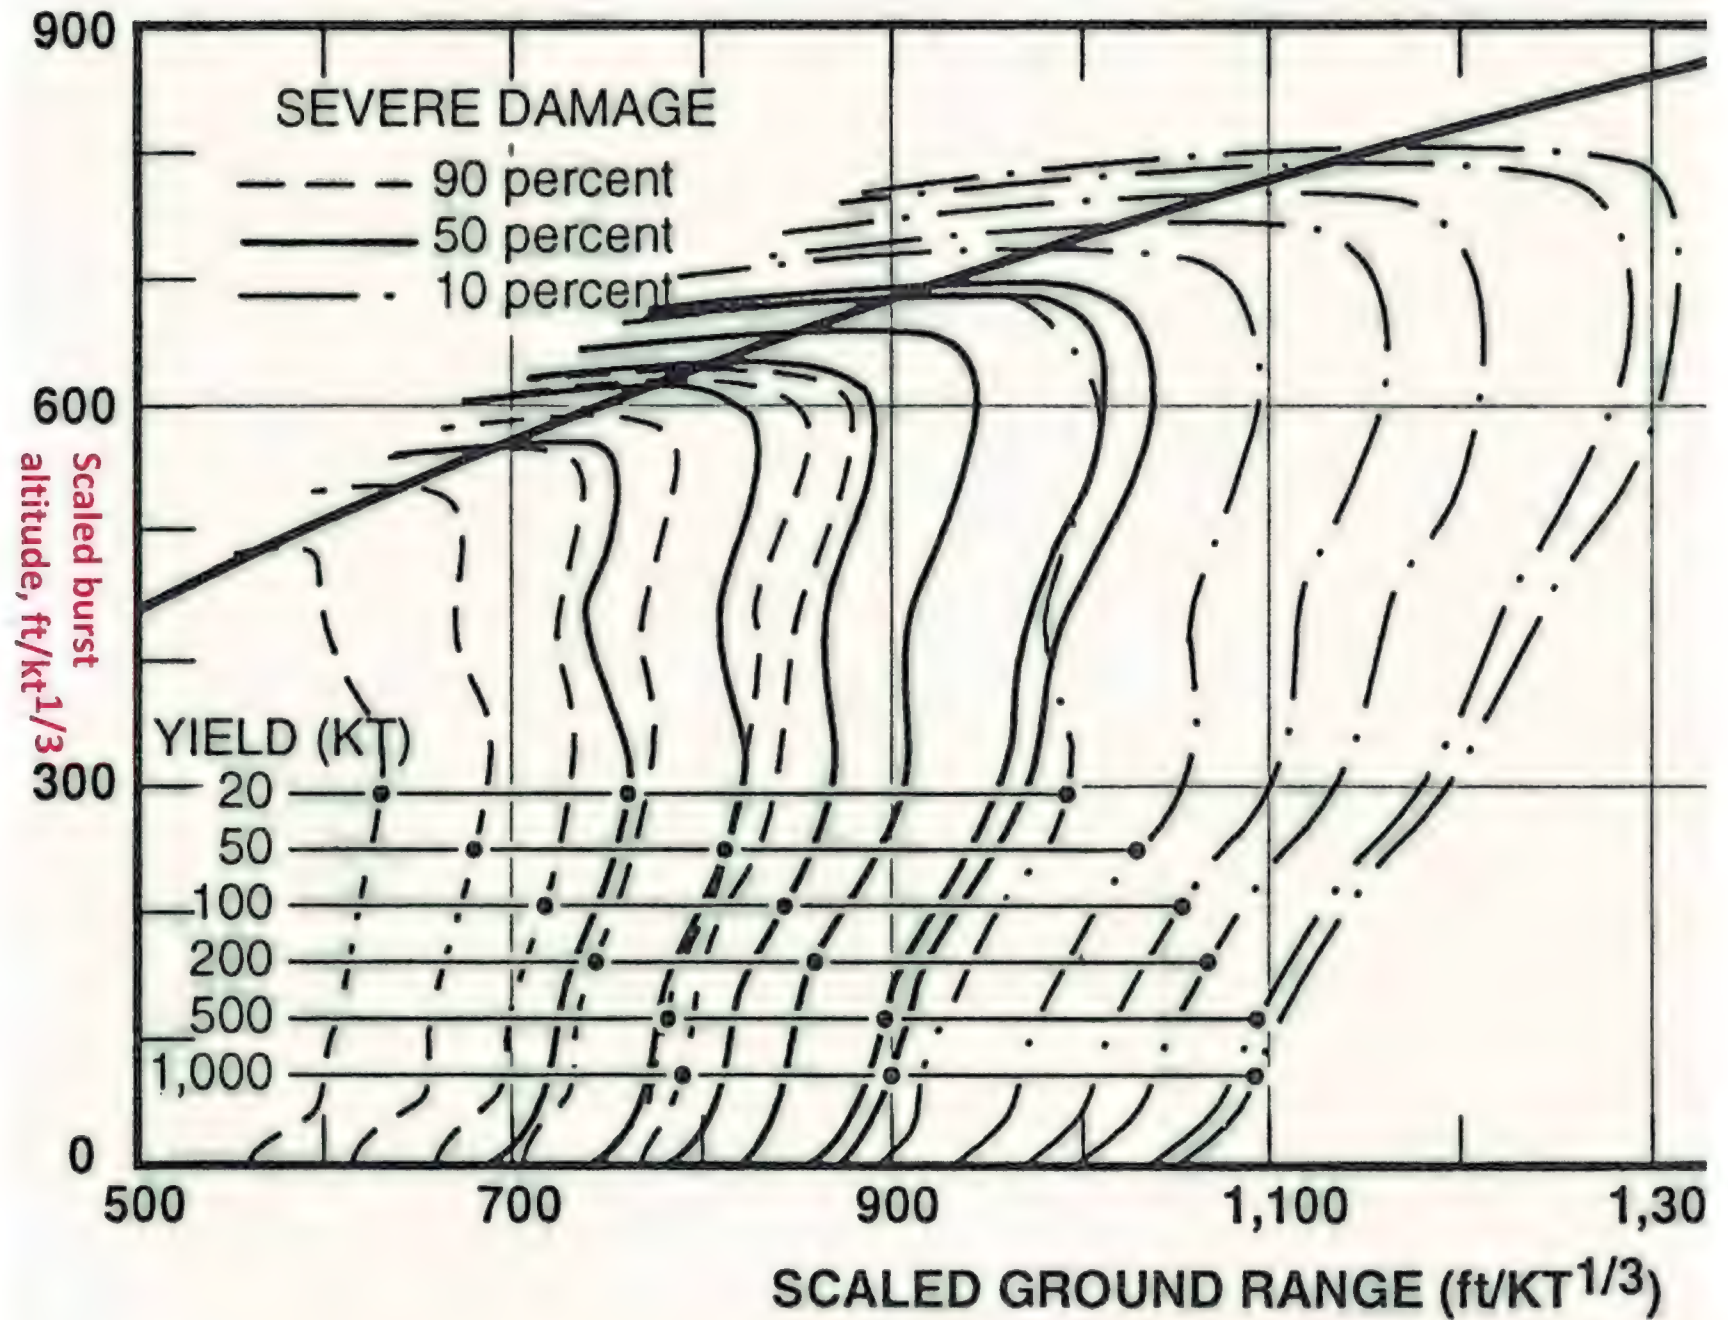 900
SEVERE DAMAGE
90 percent
50 percent
10 percent
600
Scaled burst
altitude, ft/kt1/3
YIELD (KT)
300
20
50
100
200
500
1,000
0
500 700 900 1,100 1,30
SCALED GROUND RANGE (ft/KT1/3)